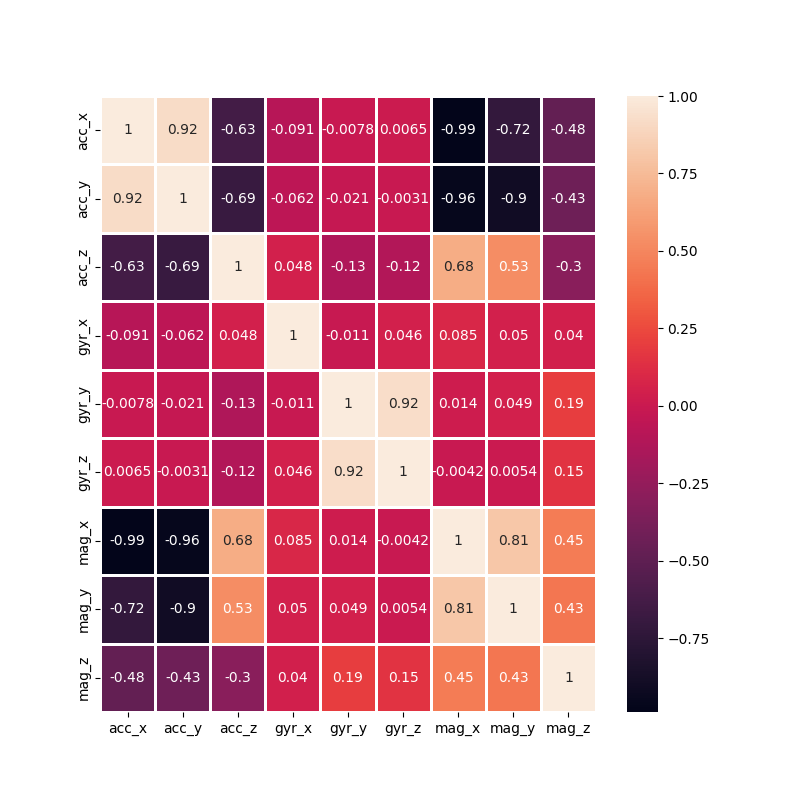 1.00
acc_x 1 0.92 -0.63 -0.091 -0.0078 0.0065 -0.99 -0.72 -0.48
0.75
acc_y 0.92 1 -0.69 -0.062 -0.021 -0.0031 -0.96 -0.9 -0.43
0.50
acc_z -0.63 -0.69 1 0.048 -0.13 -0.12 0.68 0.53 -0.3
0.25
gyr_x -0.091 -0.062 0.048 1 -0.011 0.046 0.085 0.05 0.04
0.00
gyr_y -0.0078 -0.021 -0.13 -0.011 1 0.92 0.014 0.049 0.19
gyr_z 0.0065 -0.0031 -0.12 0.046 0.92 1 -0.0042 0.0054 0.15
−0.25
mag_x -0.99 -0.96 0.68 0.085 0.014 -0.0042 1 0.81 0.45
−0.50
mag_y -0.72 -0.9 0.53 0.05 0.049 0.0054 0.81 1 0.43
−0.75
mag_z -0.48 -0.43 -0.3 0.04 0.19 0.15 0.45 0.43 1
acc_x acc_y acc_z gyr_x gyr_y gyr_z mag_x mag_y mag_z